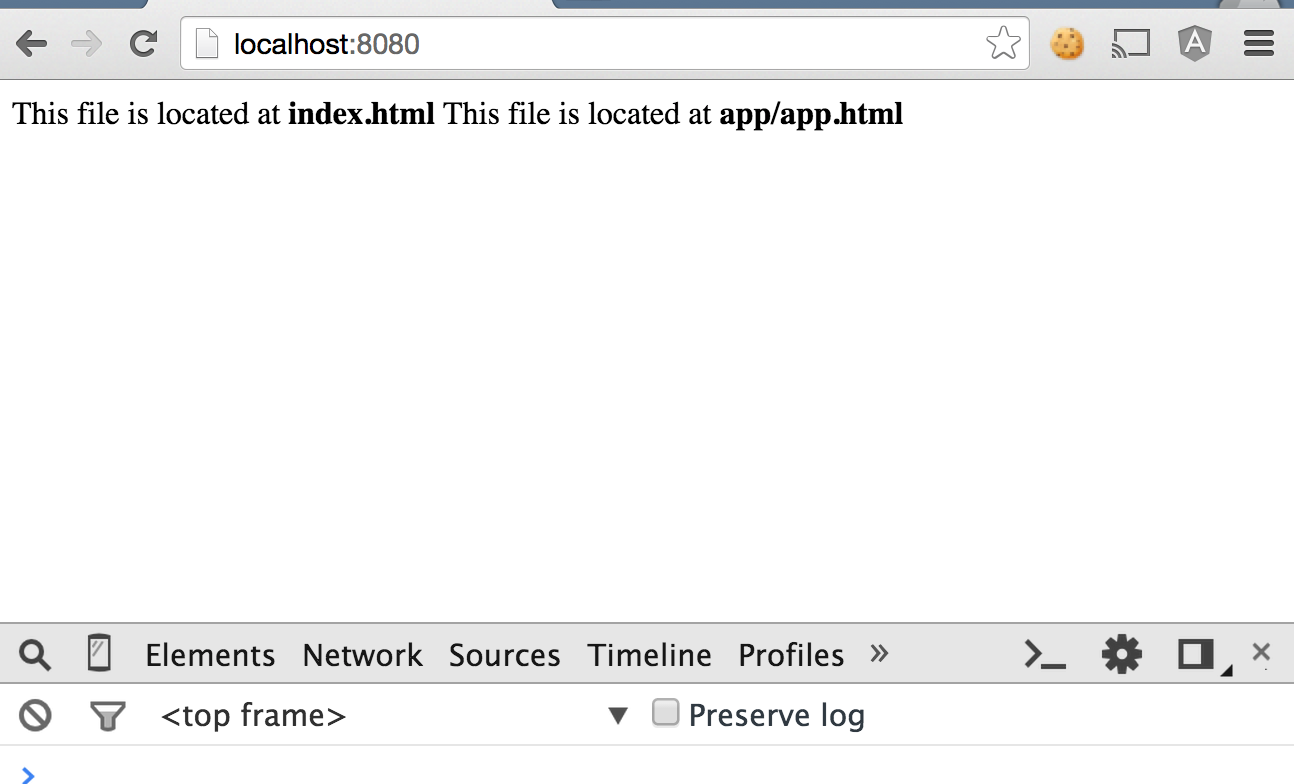 localhost:8080
This file is located at index.html This file is located at app/app.html
Elements Network Sources Timeline Profiles »
<top frame> ▼ Preserve log